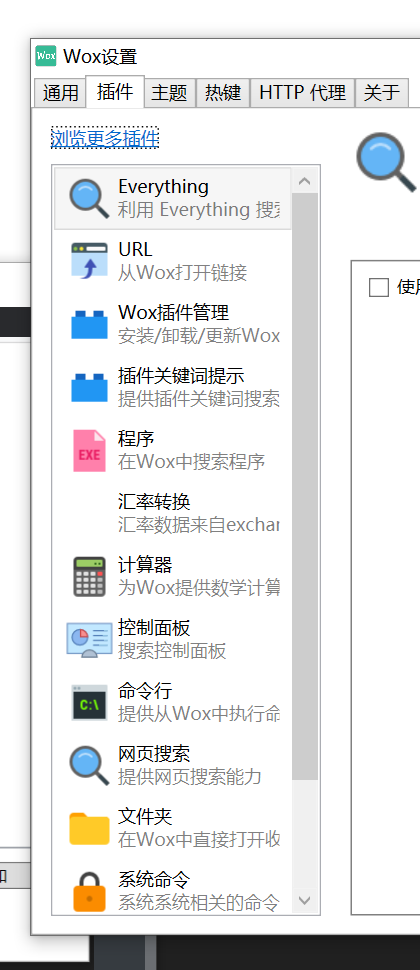 Wox Wox设置
通用 插件 主题 热键 HTTP 代理 关于
浏览更多插件
Everything
利用 Everything 搜
使
URL
从Wox打开链接
Wox插件管理
安装/卸载/更新Wox
插件关键词提示
提供插件关键词搜索
EXE
程序
在Wox中搜索程序
汇率转换
汇率数据来自exchar
计算器
为Wox提供数学计算
控制面板
搜索控制面板
C:\
命令行
提供从Wox中执行命
网页搜索
提供网页搜索能力
文件夹
在Wox中直接打开收
系统命令
系统系统相关的命令